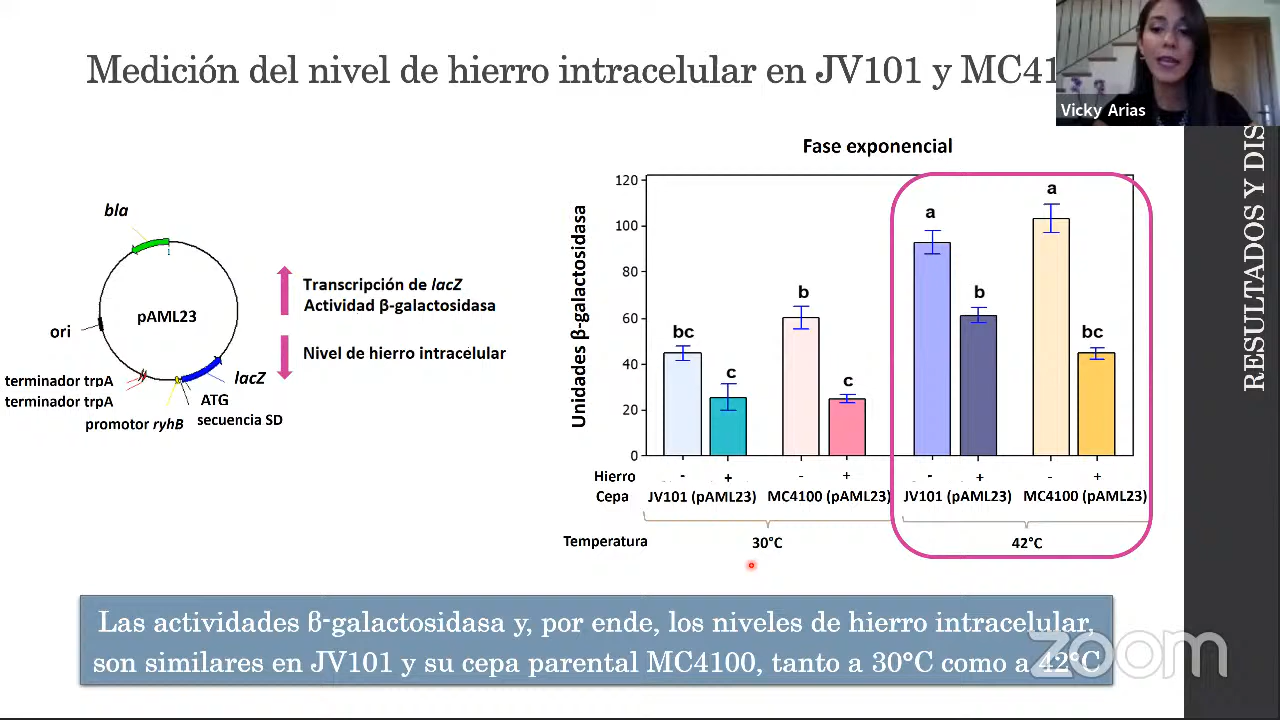 Medición del nivel de hierro intracelular en JV101 y MC41
Vicky Arias
RESULTADOS Y DIS
bla
pAML23
ori
terminador trpA
terminador trpA
promotor ryhB
lacZ
ATG
secuencia SD
Transcripción de lacZ
Actividad β-galactosidasa
Nivel de hierro intracelular
Fase exponencial
Unidades β-galactosidasa
120
100
80
60
40
20
0
bc
c
b
c
a
b
a
bc
Hierro - + - + - + - +
Cepa JV101 (pAML23) MC4100 (pAML23) JV101 (pAML23) MC4100 (pAML23)
Temperatura 30°C 42°C
Las actividades β-galactosidasa y, por ende, los niveles de hierro intracelular,
son similares en JV101 y su cepa parental MC4100, tanto a 30°C como a 42°C
zoom